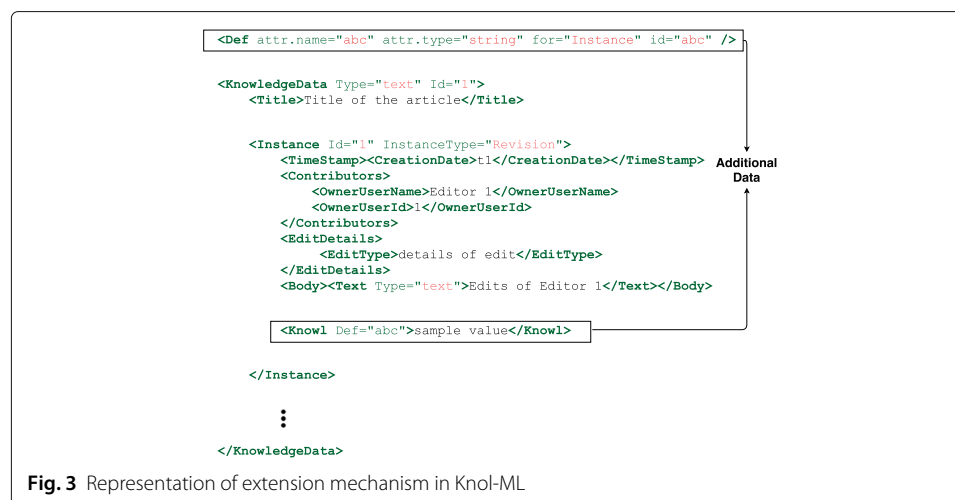 <Def attr.name="abc" attr.type="string" for="Instance" id="abc" />
<KnowledgeData Type="text" Id="1">
<Title>Title of the article</Title>
<Instance Id="1" InstanceType="Revision">
<TimeStamp><CreationDate>t1</CreationDate></TimeStamp>
<Contributors>
<OwnerUserName>Editor 1</OwnerUserName>
<OwnerUserId>1</OwnerUserId>
</Contributors>
<EditDetails>
<EditType>details of edit</EditType>
</EditDetails>
<Body><Text Type="text">Edits of Editor 1</Text></Body>
<Knowl Def="abc">sample value</Knowl>
</Instance>
</KnowledgeData>
Additional
Data
Fig. 3 Representation of extension mechanism in Knol-ML